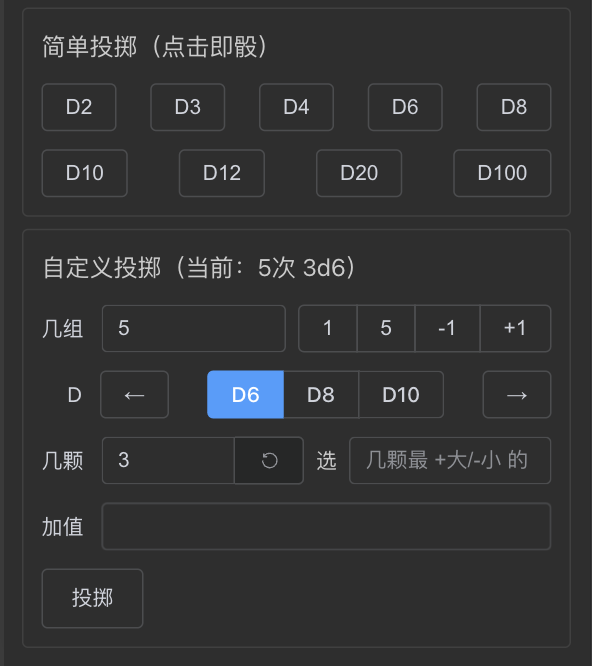 简单投掷（点击即骰）
D2 D3 D4 D6 D8
D10 D12 D20 D100
自定义投掷（当前：5次 3d6）
几组 5 1 5 -1 +1
D ← D6 D8 D10 →
几颗 3 选 几颗最 +大/-小 的
加值
投掷